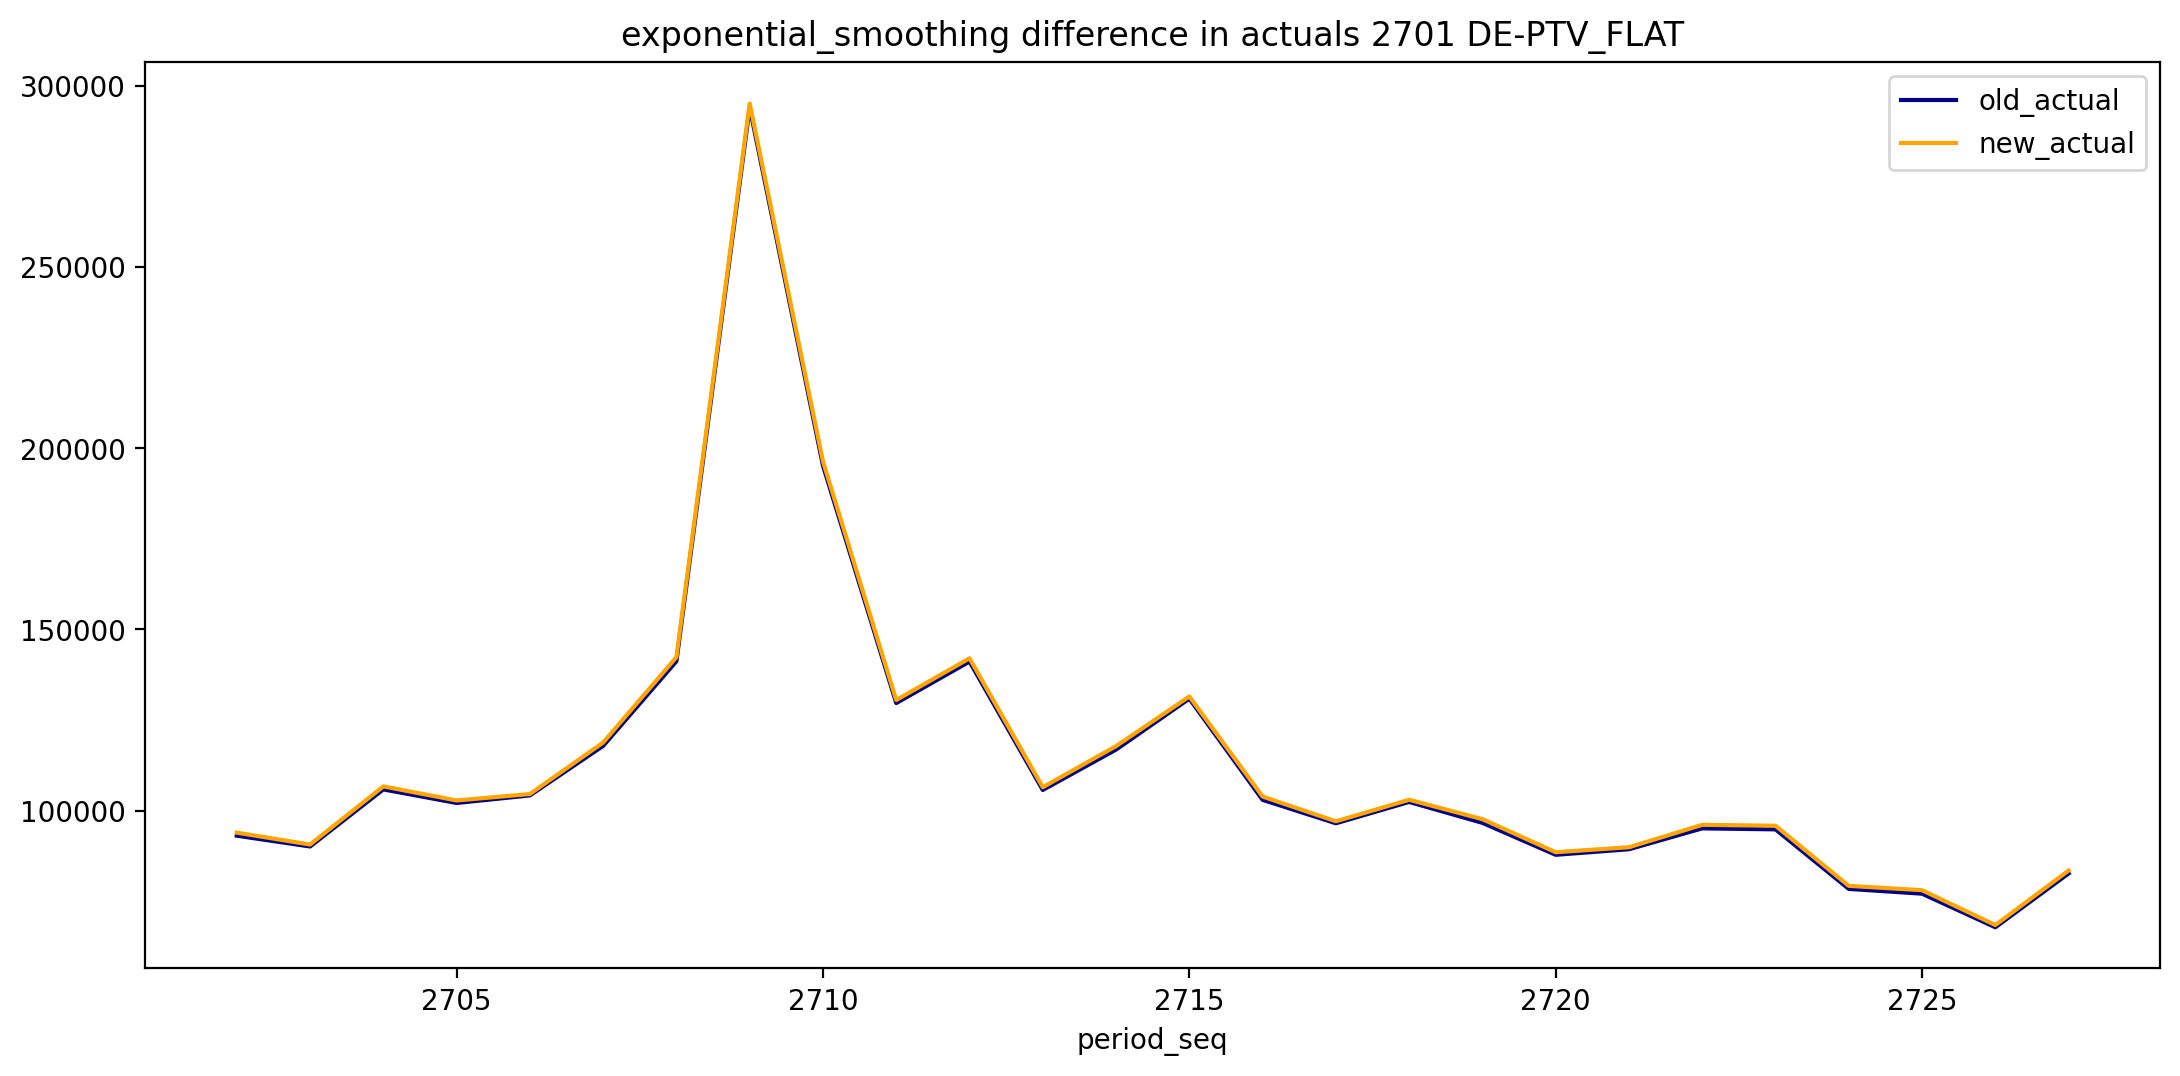 exponential_smoothing difference in actuals 2701 DE-PTV_FLAT
300000
250000
200000
150000
100000
old_actual
new_actual
2705 2710 2715 2720 2725
period_seq